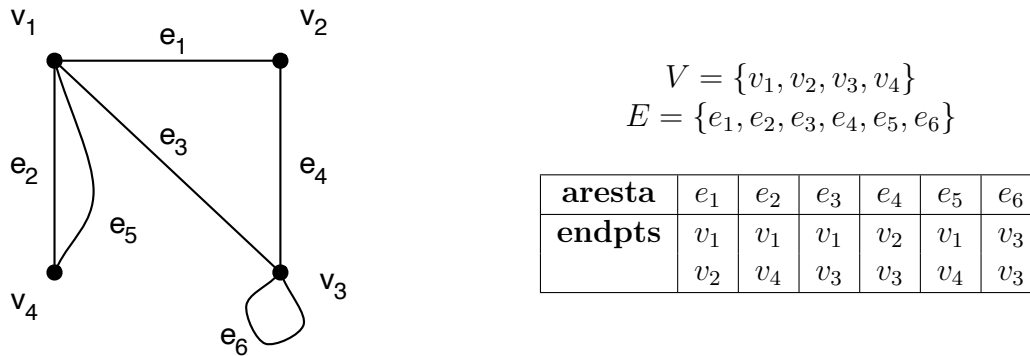 v1 v2
e1
e2 e3 e4
e5
v4 v3
e6
V = {v1, v2, v3, v4}
E = {e1, e2, e3, e4, e5, e6}
aresta e1 e2 e3 e4 e5 e6
endpts v1 v1 v1 v2 v1 v3
v2 v4 v3 v3 v4 v3